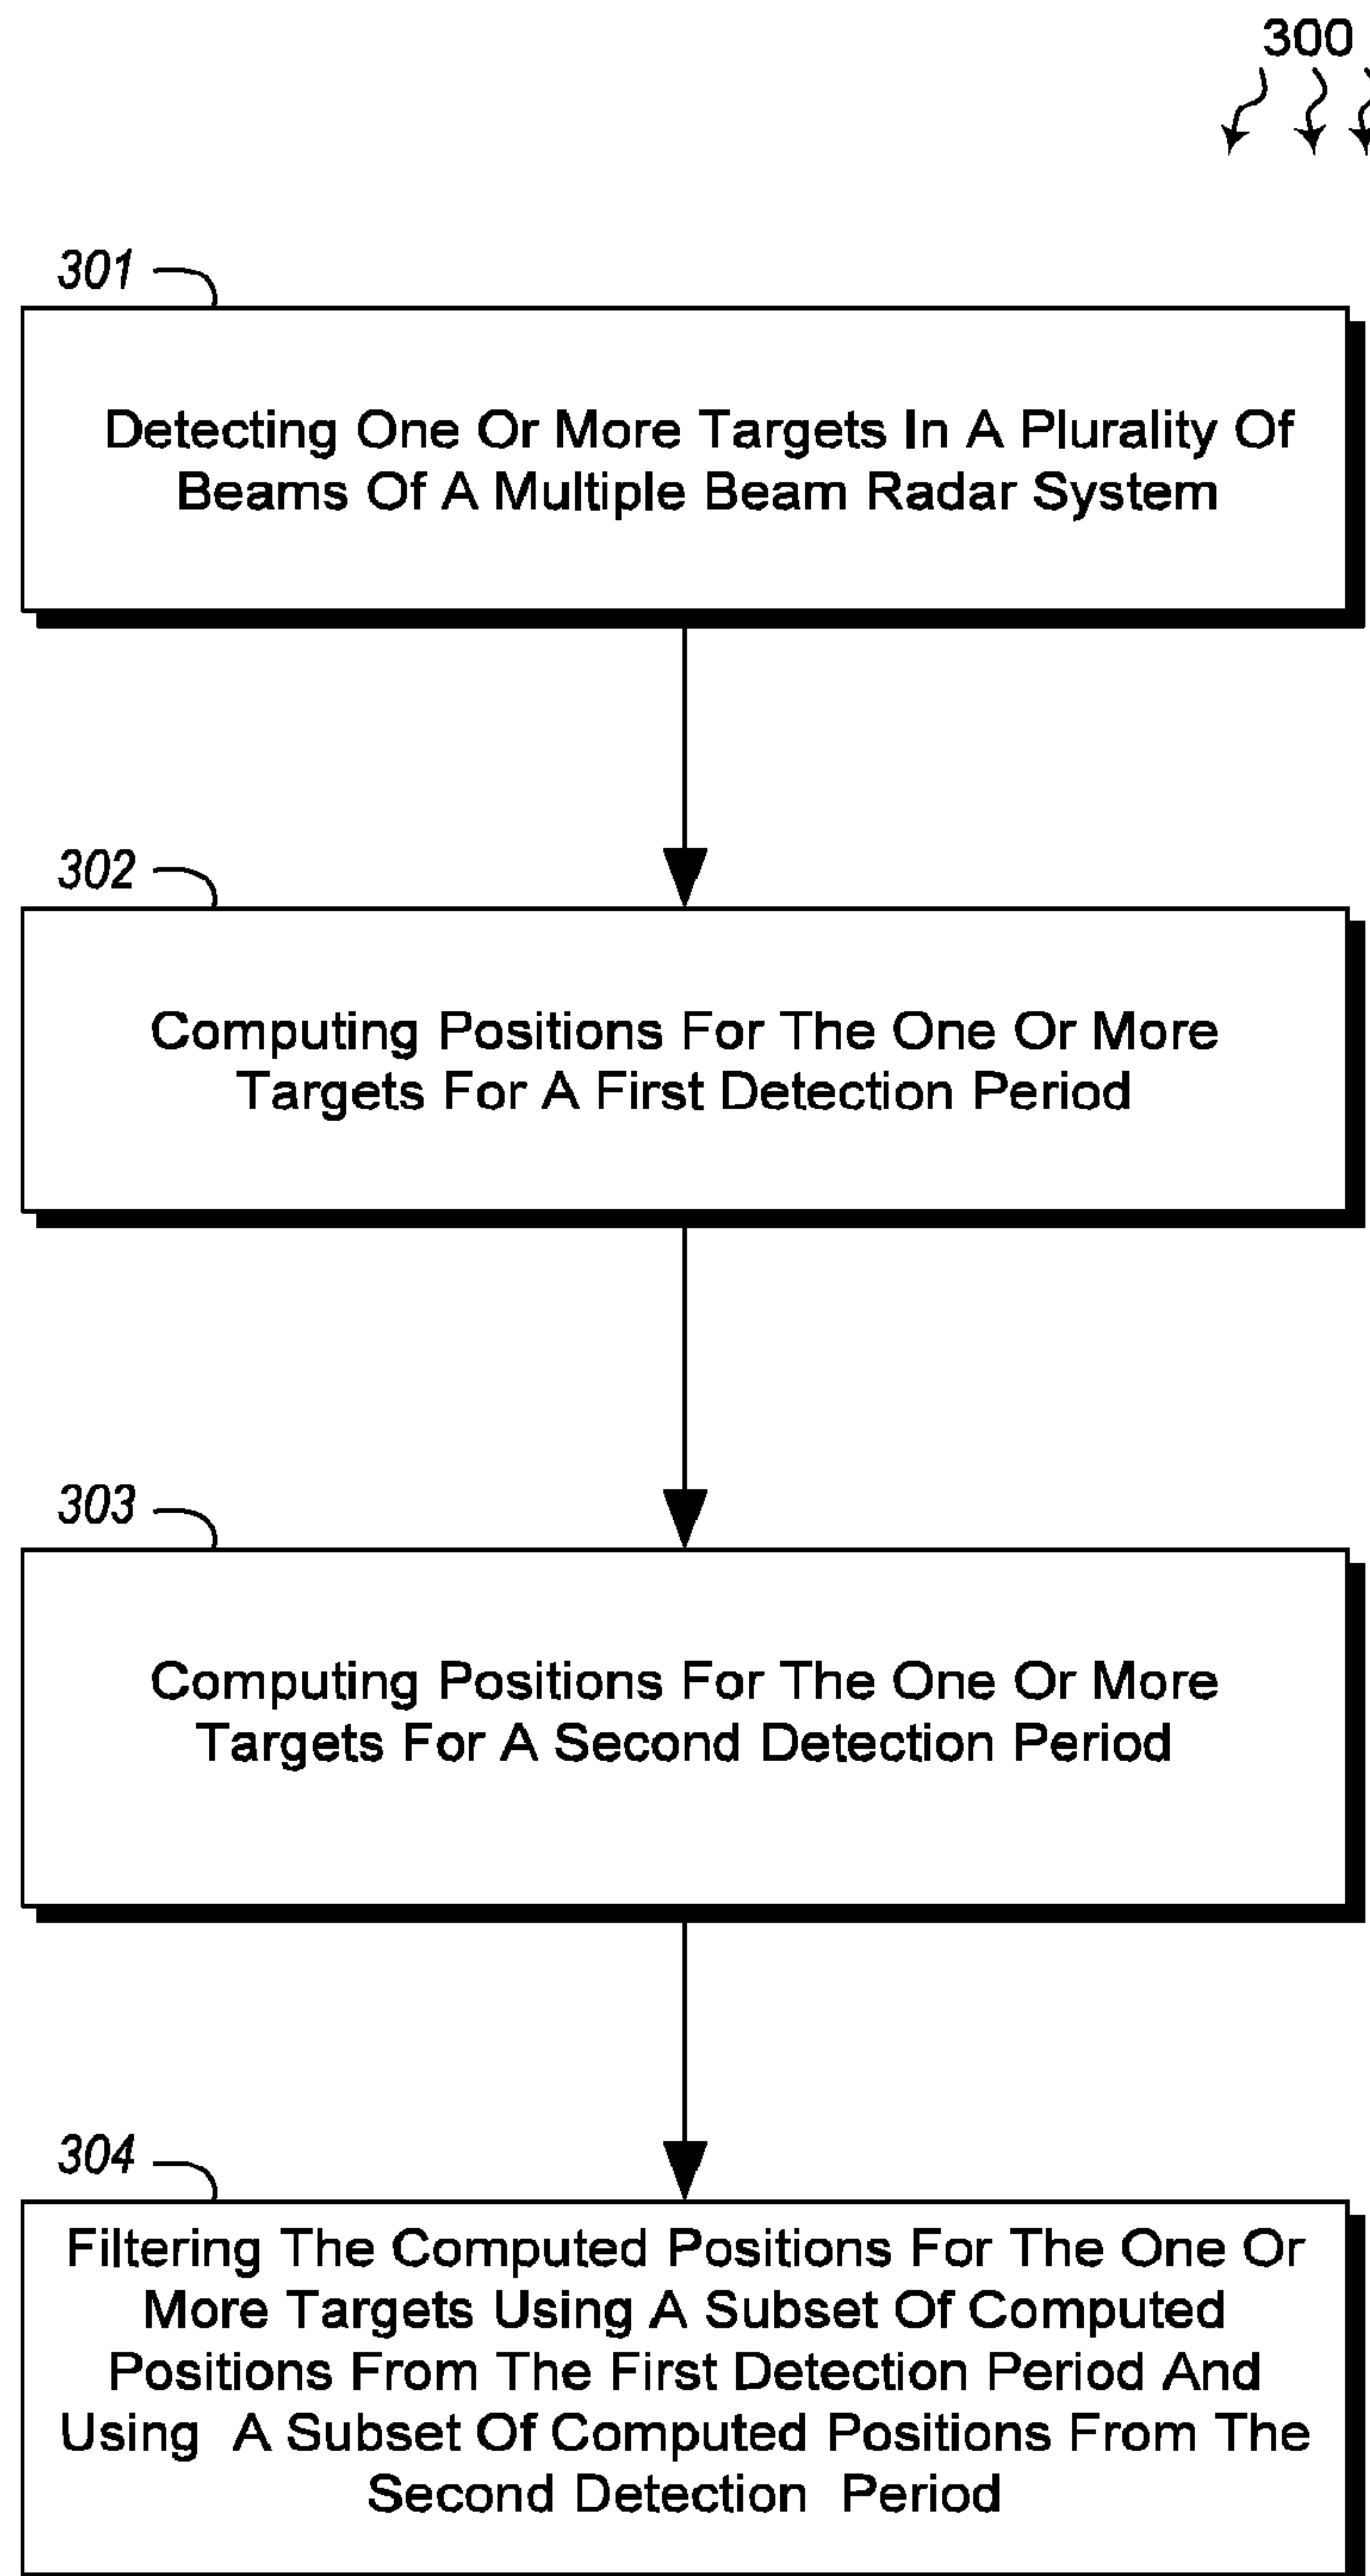 300
301
Detecting One Or More Targets In A Plurality Of
Beams Of A Multiple Beam Radar System
302
Computing Positions For The One Or More
Targets For A First Detection Period
303
Computing Positions For The One Or More
Targets For A Second Detection Period
304
Filtering The Computed Positions For The One Or
More Targets Using A Subset Of Computed
Positions From The First Detection Period And
Using A Subset Of Computed Positions From The
Second Detection Period